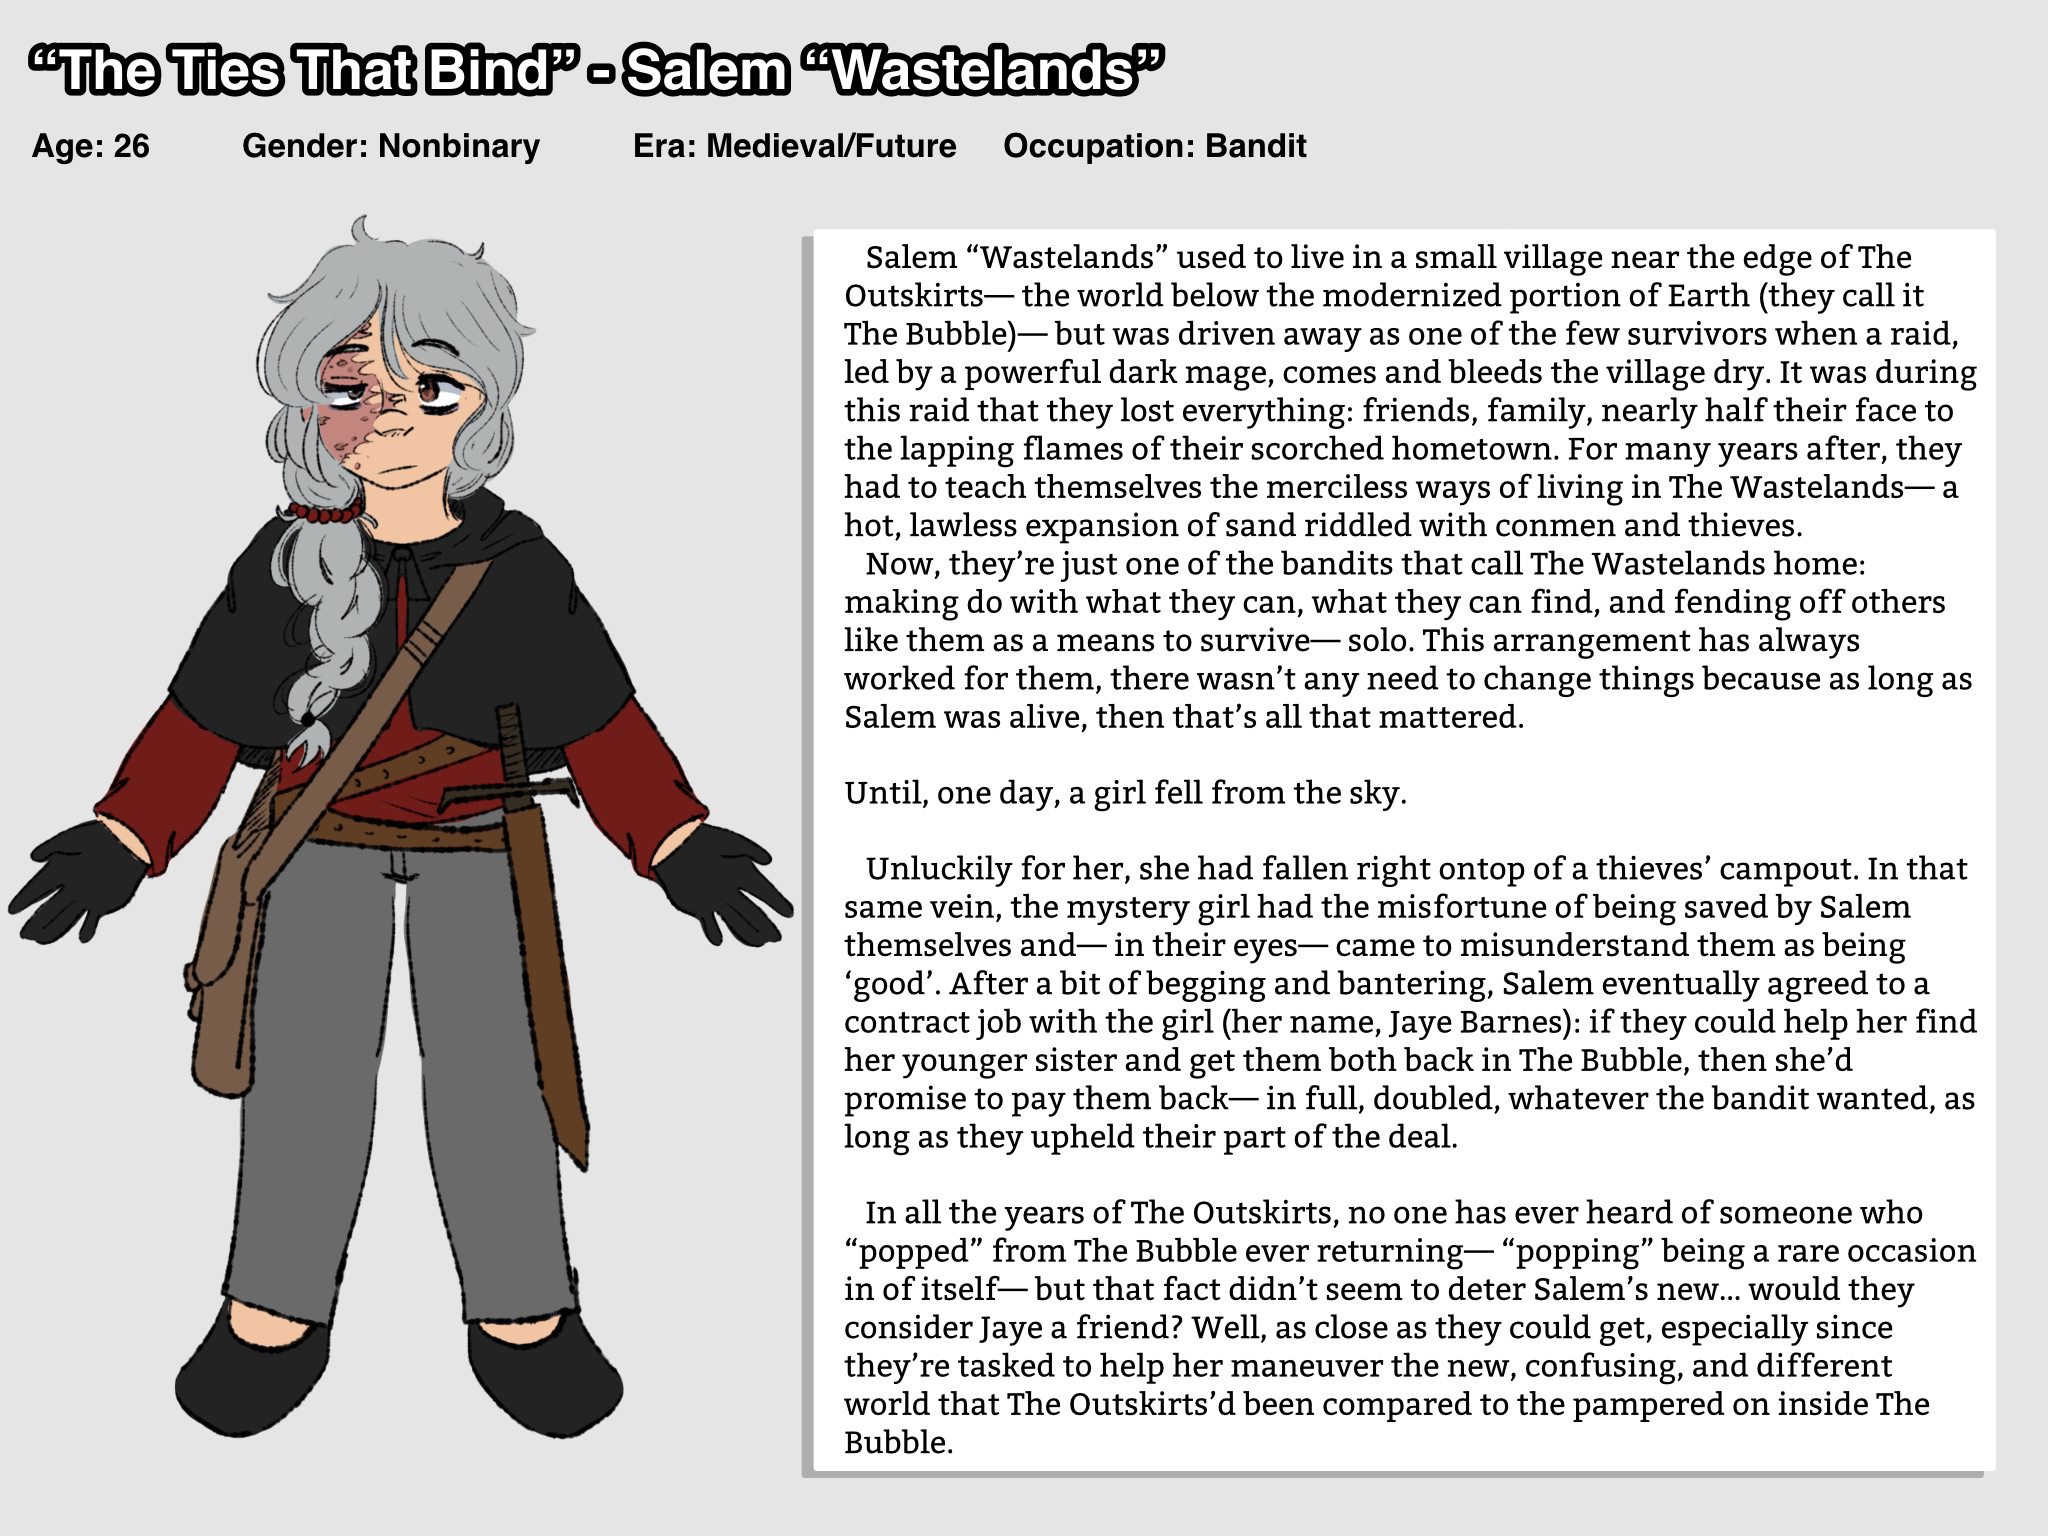 “The Ties That Bind” - Salem “Wastelands”
Age: 26 Gender: Nonbinary Era: Medieval/Future Occupation: Bandit
Salem “Wastelands” used to live in a small village near the edge of The
Outskirts— the world below the modernized portion of Earth (they call it
The Bubble)— but was driven away as one of the few survivors when a raid,
led by a powerful dark mage, comes and bleeds the village dry. It was during
this raid that they lost everything: friends, family, nearly half their face to
the lapping flames of their scorched hometown. For many years after, they
had to teach themselves the merciless ways of living in The Wastelands— a
hot, lawless expansion of sand riddled with conmen and thieves.
Now, they’re just one of the bandits that call The Wastelands home:
making do with what they can, what they can find, and fending off others
like them as a means to survive— solo. This arrangement has always
worked for them, there wasn’t any need to change things because as long as
Salem was alive, then that’s all that mattered.
Until, one day, a girl fell from the sky.
Unluckily for her, she had fallen right ontop of a thieves’ campout. In that
same vein, the mystery girl had the misfortune of being saved by Salem
themselves and— in their eyes— came to misunderstand them as being
‘good’. After a bit of begging and bantering, Salem eventually agreed to a
contract job with the girl (her name, Jaye Barnes): if they could help her find
her younger sister and get them both back in The Bubble, then she’d
promise to pay them back— in full, doubled, whatever the bandit wanted, as
long as they upheld their part of the deal.
In all the years of The Outskirts, no one has ever heard of someone who
“popped” from The Bubble ever returning— “popping” being a rare occasion
in of itself— but that fact didn’t seem to deter Salem’s new... would they
consider Jaye a friend? Well, as close as they could get, especially since
they’re tasked to help her maneuver the new, confusing, and different
world that The Outskirts’d been compared to the pampered on inside The
Bubble.